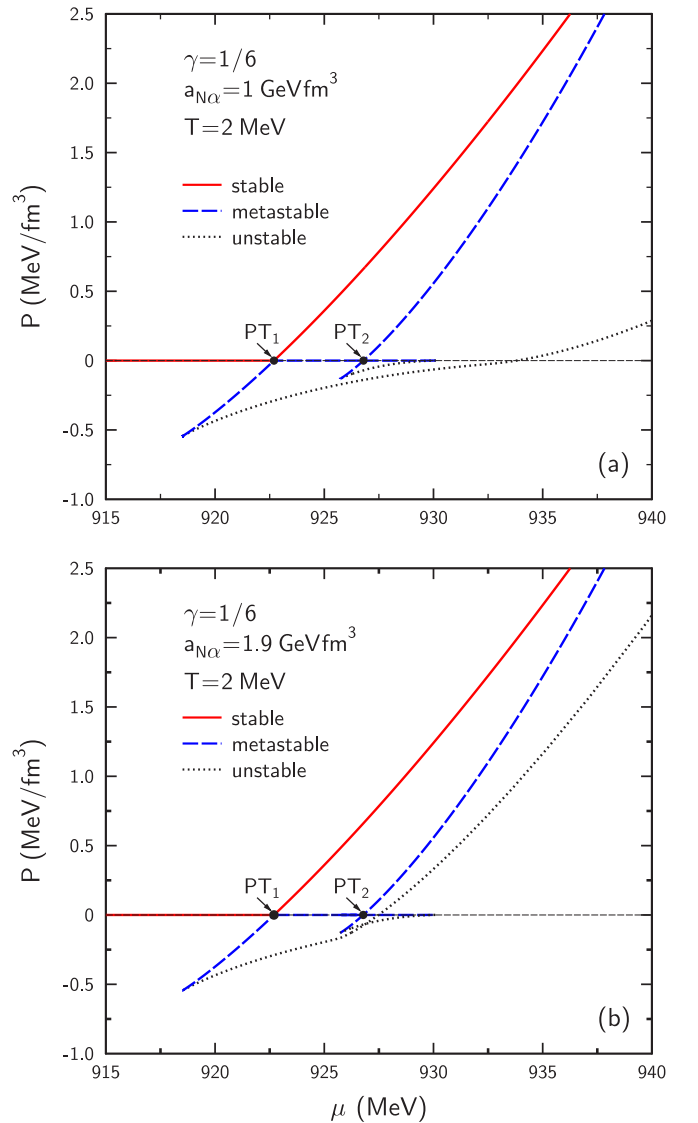 2.5
γ=1/6
a_Nα=1 GeVfm³
2.0
T=2 MeV
1.5
stable
metastable
1.0
unstable
P (MeV/fm³)
0.5
PT₁
PT₂
0
-0.5
(a)
-1.0
915 920 925 930 935 940
2.5
γ=1/6
a_Nα=1.9 GeVfm³
2.0
T=2 MeV
1.5
stable
metastable
1.0
unstable
P (MeV/fm³)
0.5
PT₁
PT₂
0
-0.5
(b)
-1.0
915 920 925 930 935 940
μ (MeV)